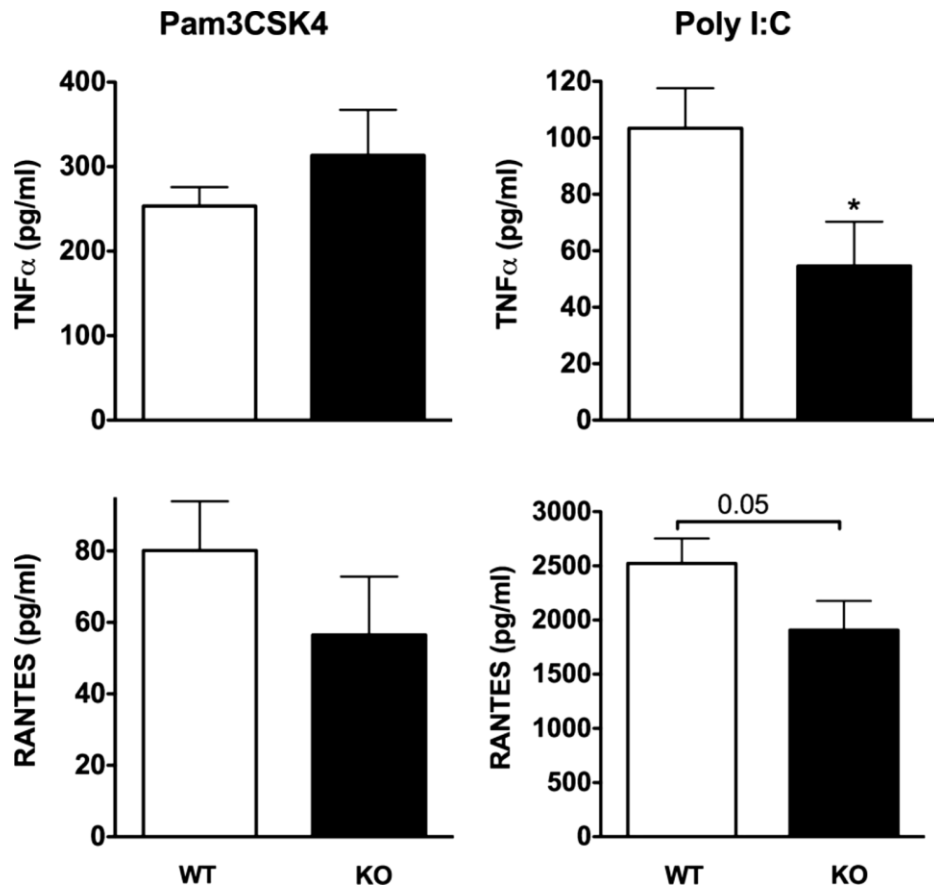 Pam3CSK4
Poly I:C
TNFα (pg/ml)
400
300
200
100
0
TNFα (pg/ml)
120
100
80
60
40
20
0
*
RANTES (pg/ml)
80
60
40
20
0
WT
KO
RANTES (pg/ml)
3000
2500
2000
1500
1000
500
0
0.05
WT
KO